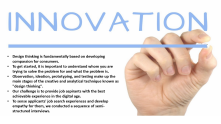 INNOVATION
• Design thinking is fundamentally based on developing
compassion for consumers.
• To get started, it is important to understand where you are
trying to solve the problem for and what the problem is.
• Observation, ideation, prototyping, and testing make up the
main stages of the creative and analytical technique known as
"design thinking".
• Our challenge is to provide job aspirants with the best
achievable experience in the digital age.
• To assess applicants' job search experiences and develop
empathy for them, we conducted a sequence of semi-
structured interviews.